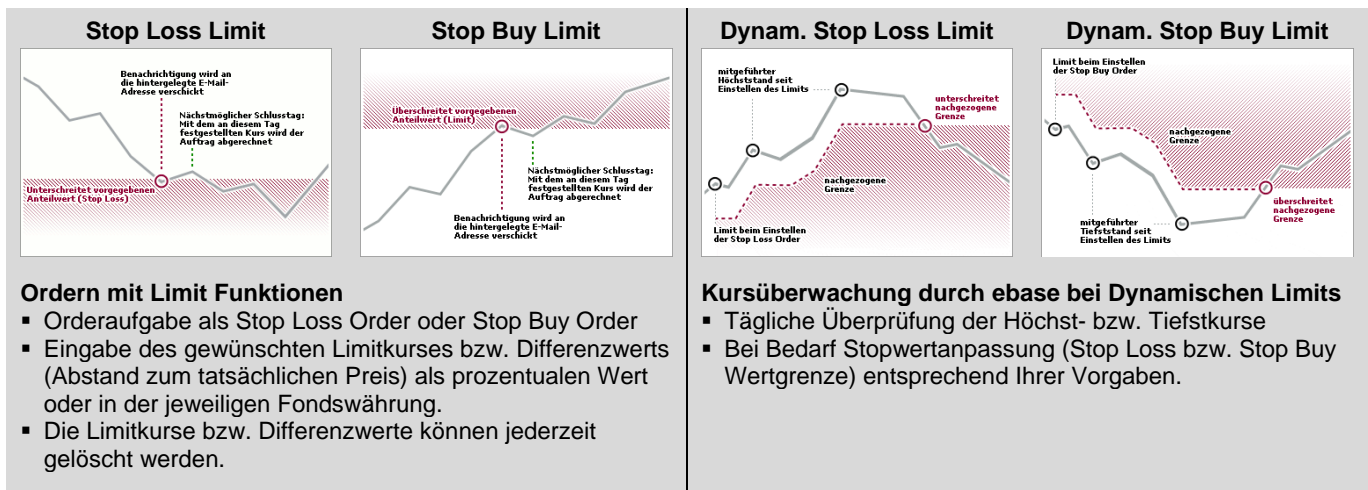 Stop Loss Limit
Benachrichtigung wird an
die hintergelegte E-Mail-
Adresse verschickt
Nächstmöglicher Schlusstag:
Mit dem an diesem Tag
festgestellten Kurs wird der
Auftrag abgerechnet
Unterschreitet vorgegebenen
Anteilwert (Stop Loss)
Stop Buy Limit
Überschreitet vorgegebenen
Anteilwert (Limit)
Nächstmöglicher Schlusstag:
Mit dem an diesem Tag
festgestellten Kurs wird der
Auftrag abgerechnet
Benachrichtigung wird an
die hintergelegte E-Mail-
Adresse verschickt
Dynam. Stop Loss Limit
mitgeführter
Höchststand seit
Einstellen des Limits
unterschreitet
nachgezogene
Grenze
nachgezogene
Grenze
Limit beim Einstellen
der Stop Loss Order
Dynam. Stop Buy Limit
Limit beim Einstellen
der Stop Buy Order
nachgezogene
Grenze
überschreitet
nachgezogene
Grenze
mitgeführter
Tiefststand seit
Einstellen des Limits
Ordern mit Limit Funktionen
▪ Orderaufgabe als Stop Loss Order oder Stop Buy Order
▪ Eingabe des gewünschten Limitkurses bzw. Differenzwerts
(Abstand zum tatsächlichen Preis) als prozentualen Wert
oder in der jeweiligen Fondswährung.
▪ Die Limitkurse bzw. Differenzwerte können jederzeit
gelöscht werden.
Kursüberwachung durch ebase bei Dynamischen Limits
▪ Tägliche Überprüfung der Höchst- bzw. Tiefstkurse
▪ Bei Bedarf Stopwertanpassung (Stop Loss bzw. Stop Buy
Wertgrenze) entsprechend Ihrer Vorgaben.